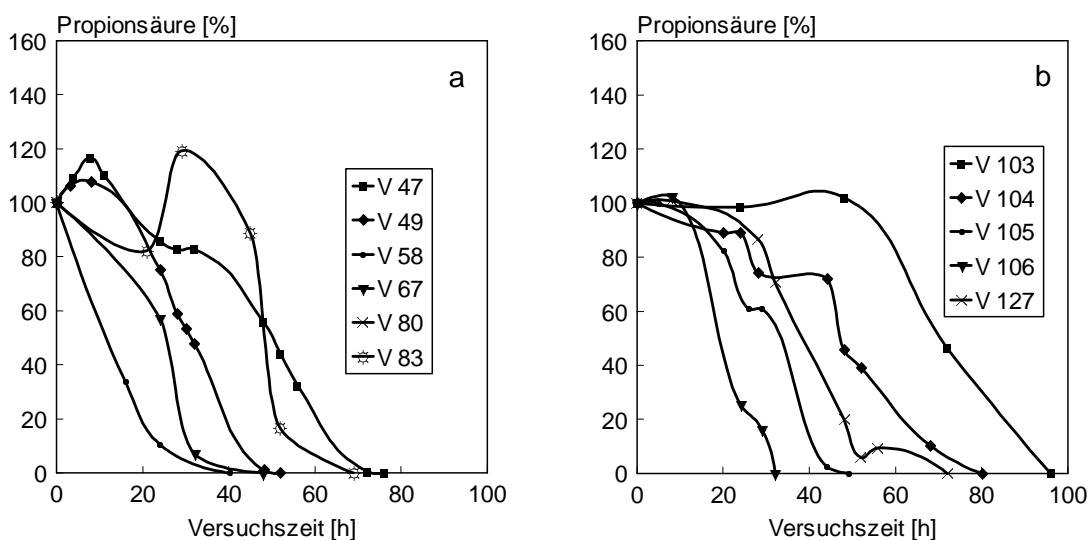 Propionsäure [%]
160
140
120
100
80
60
40
20
0
0 20 40 60 80 100
Versuchszeit [h]
a
V 47
V 49
V 58
V 67
V 80
V 83
Propionsäure [%]
160
140
120
100
80
60
40
20
0
0 20 40 60 80 100
Versuchszeit [h]
b
V 103
V 104
V 105
V 106
V 127